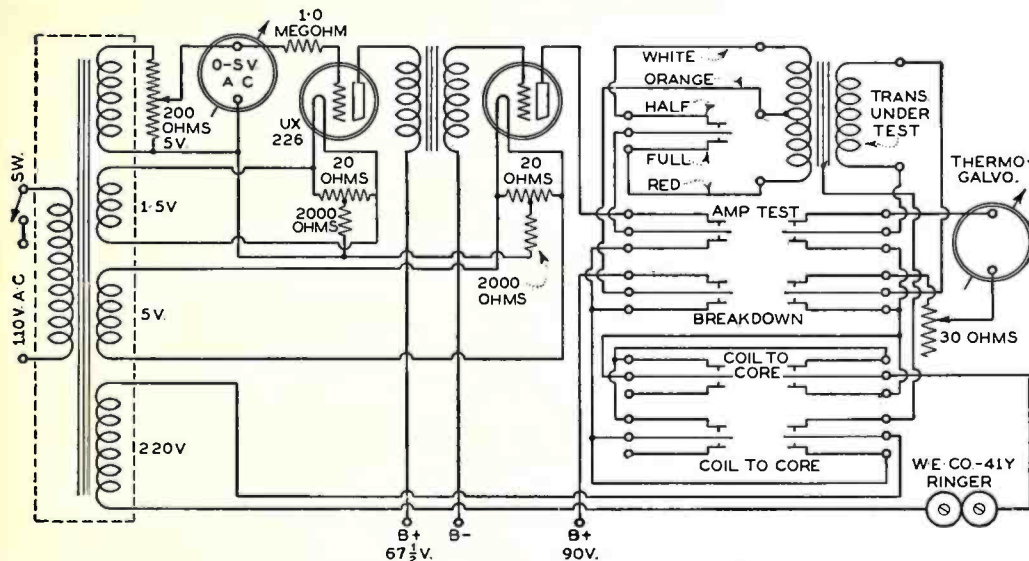 1·0
MEGOHM
0-5V.
A C
200
OHMS
5V.
UX
226
20
OHMS
2000
OHMS
20
OHMS
2000
OHMS
SW.
110V. A·C
1·5V
5V.
220V
WHITE
ORANGE
HALF
FULL
RED
TRANS.
UNDER
TEST
THERMO-
GALVO.
AMP TEST
BREAKDOWN
30 OHMS
COIL TO
CORE
COIL TO CORE
W·E·CO.-41Y
RINGER
B+
67½V.
B-
B+
90V.